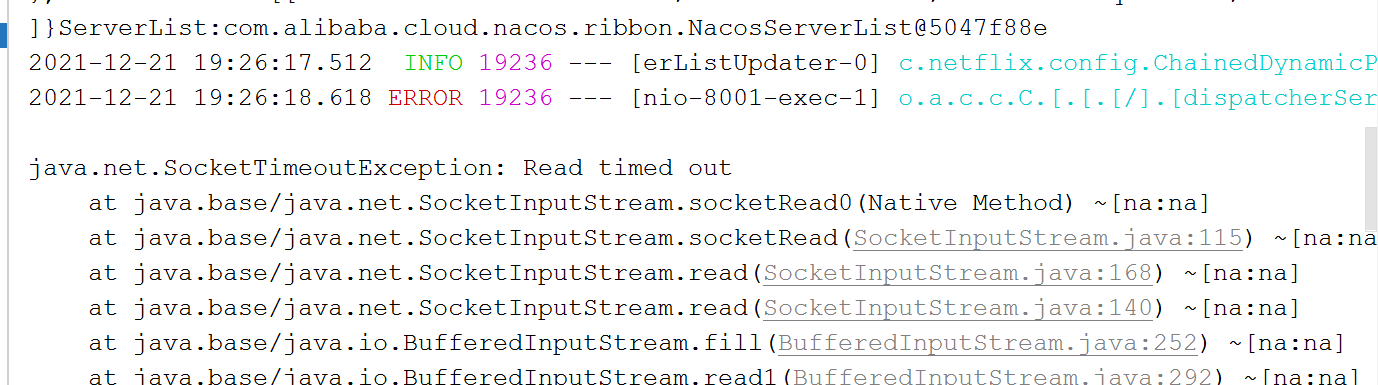 ]}ServerList:com.alibaba.cloud.nacos.ribbon.NacosServerList@5047f88e
2021-12-21 19:26:17.512  INFO 19236 --- [erListUpdater-0] c.netflix.config.ChainedDynamicP
2021-12-21 19:26:18.618 ERROR 19236 --- [nio-8001-exec-1] o.a.c.c.C.[.[.[/].[dispatcherSer
java.net.SocketTimeoutException: Read timed out
    at java.base/java.net.SocketInputStream.socketRead0(Native Method) ~[na:na]
    at java.base/java.net.SocketInputStream.socketRead(SocketInputStream.java:115) ~[na:na
    at java.base/java.net.SocketInputStream.read(SocketInputStream.java:168) ~[na:na]
    at java.base/java.net.SocketInputStream.read(SocketInputStream.java:140) ~[na:na]
    at java.base/java.io.BufferedInputStream.fill(BufferedInputStream.java:252) ~[na:na]
    at java.base/java.io.BufferedInputStream.read1(BufferedInputStream.java:292) ~[na:na]